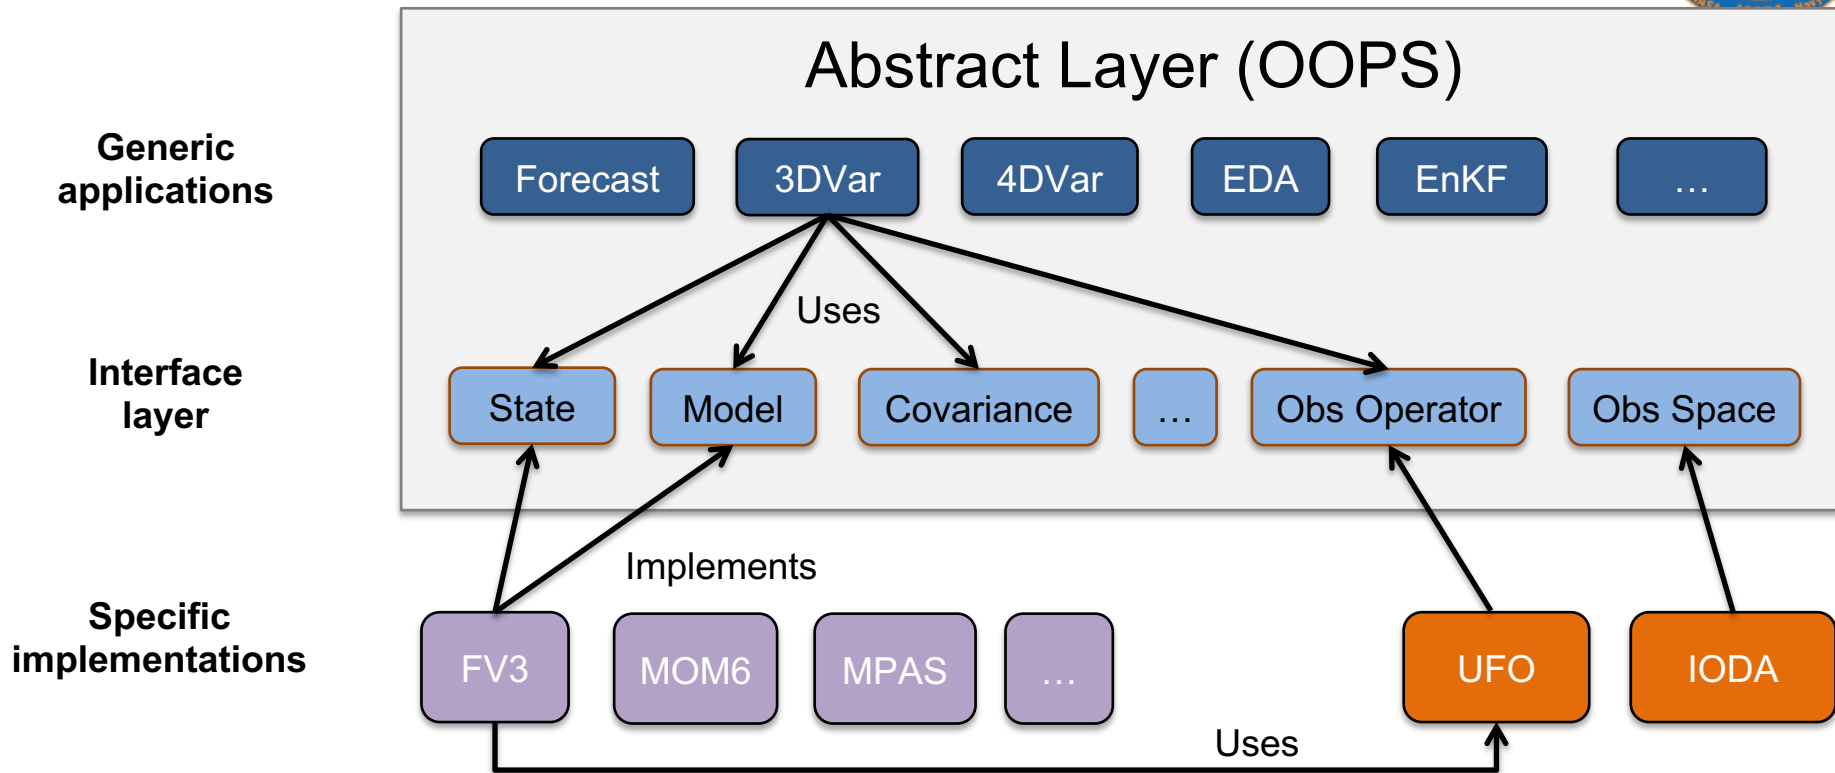 Abstract Layer (OOPS)
Generic
applications
Forecast
3DVar
4DVar
EDA
EnKF
...
Uses
Interface
layer
State
Model
Covariance
...
Obs Operator
Obs Space
Implements
Specific
implementations
FV3
MOM6
MPAS
...
UFO
IODA
Uses